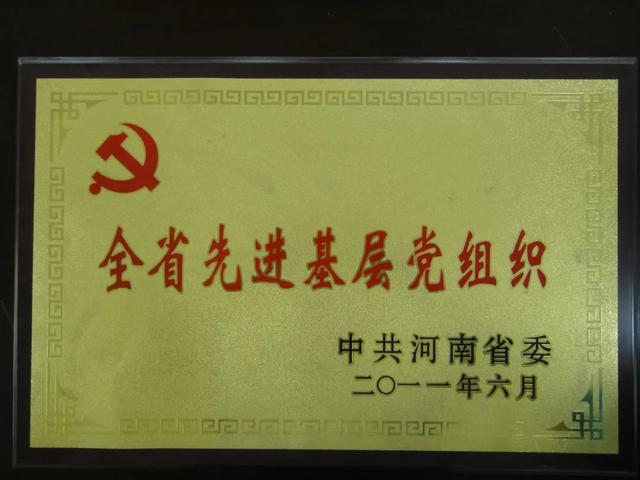 全省先进基层党组织
中共河南省委
二〇一一年六月